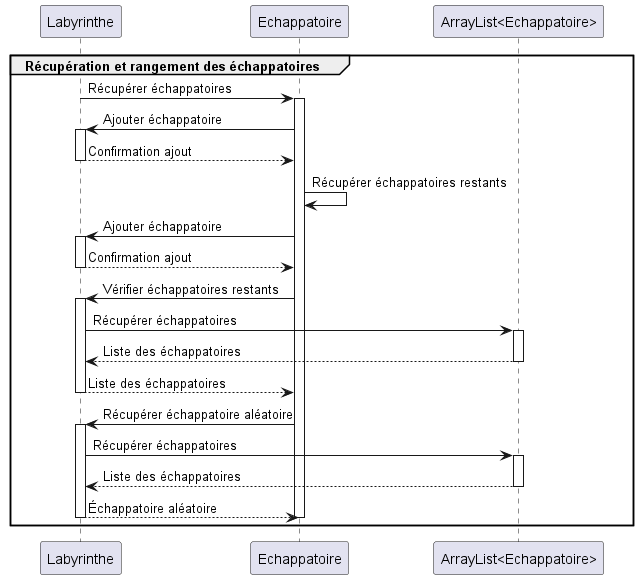 Labyrinthe
Echappatoire
ArrayList<Echappatoire>
Récupération et rangement des échappatoires
Récupérer échappatoires
Ajouter échappatoire
Confirmation ajout
Récupérer échappatoires restants
Ajouter échappatoire
Confirmation ajout
Vérifier échappatoires restants
Récupérer échappatoires
Liste des échappatoires
Liste des échappatoires
Récupérer échappatoire aléatoire
Récupérer échappatoires
Liste des échappatoires
Échappatoire aléatoire
Labyrinthe
Echappatoire
ArrayList<Echappatoire>